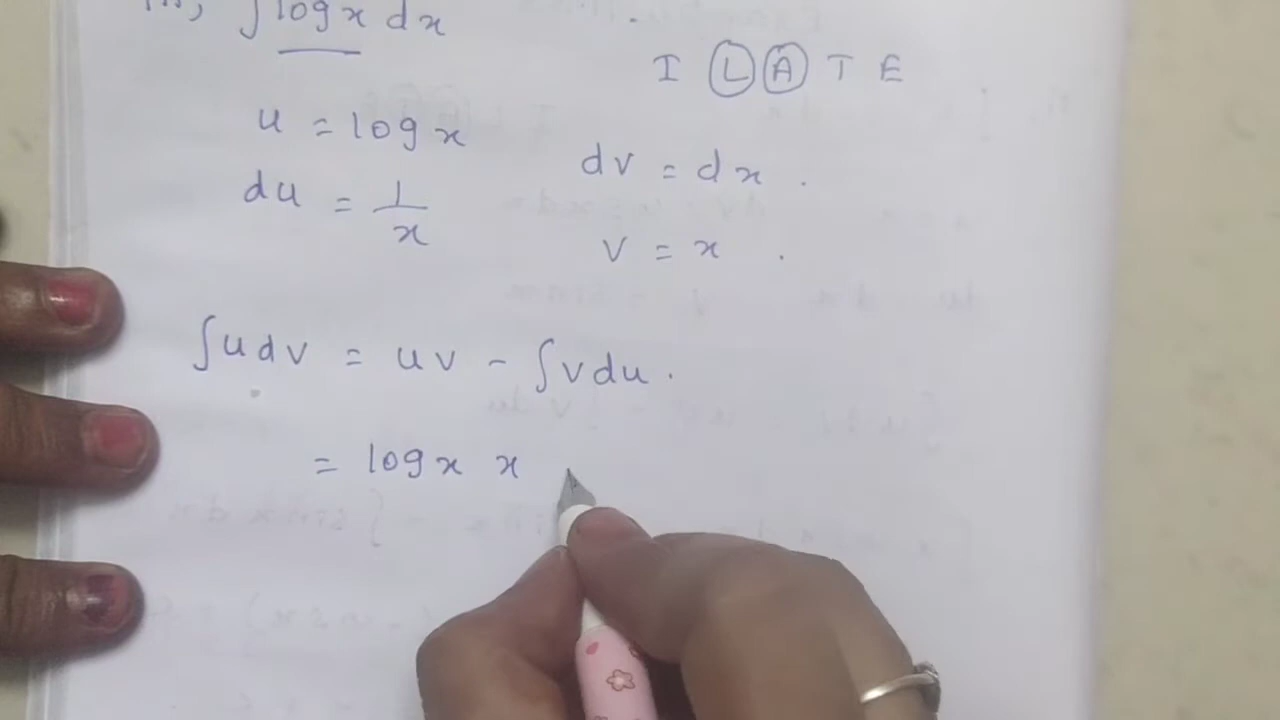 ∫ log x dx
I L A T E
u = log x
dv = dx .
du = 1/x
v = x .
∫ u dv = uv - ∫ v du .
= log x x